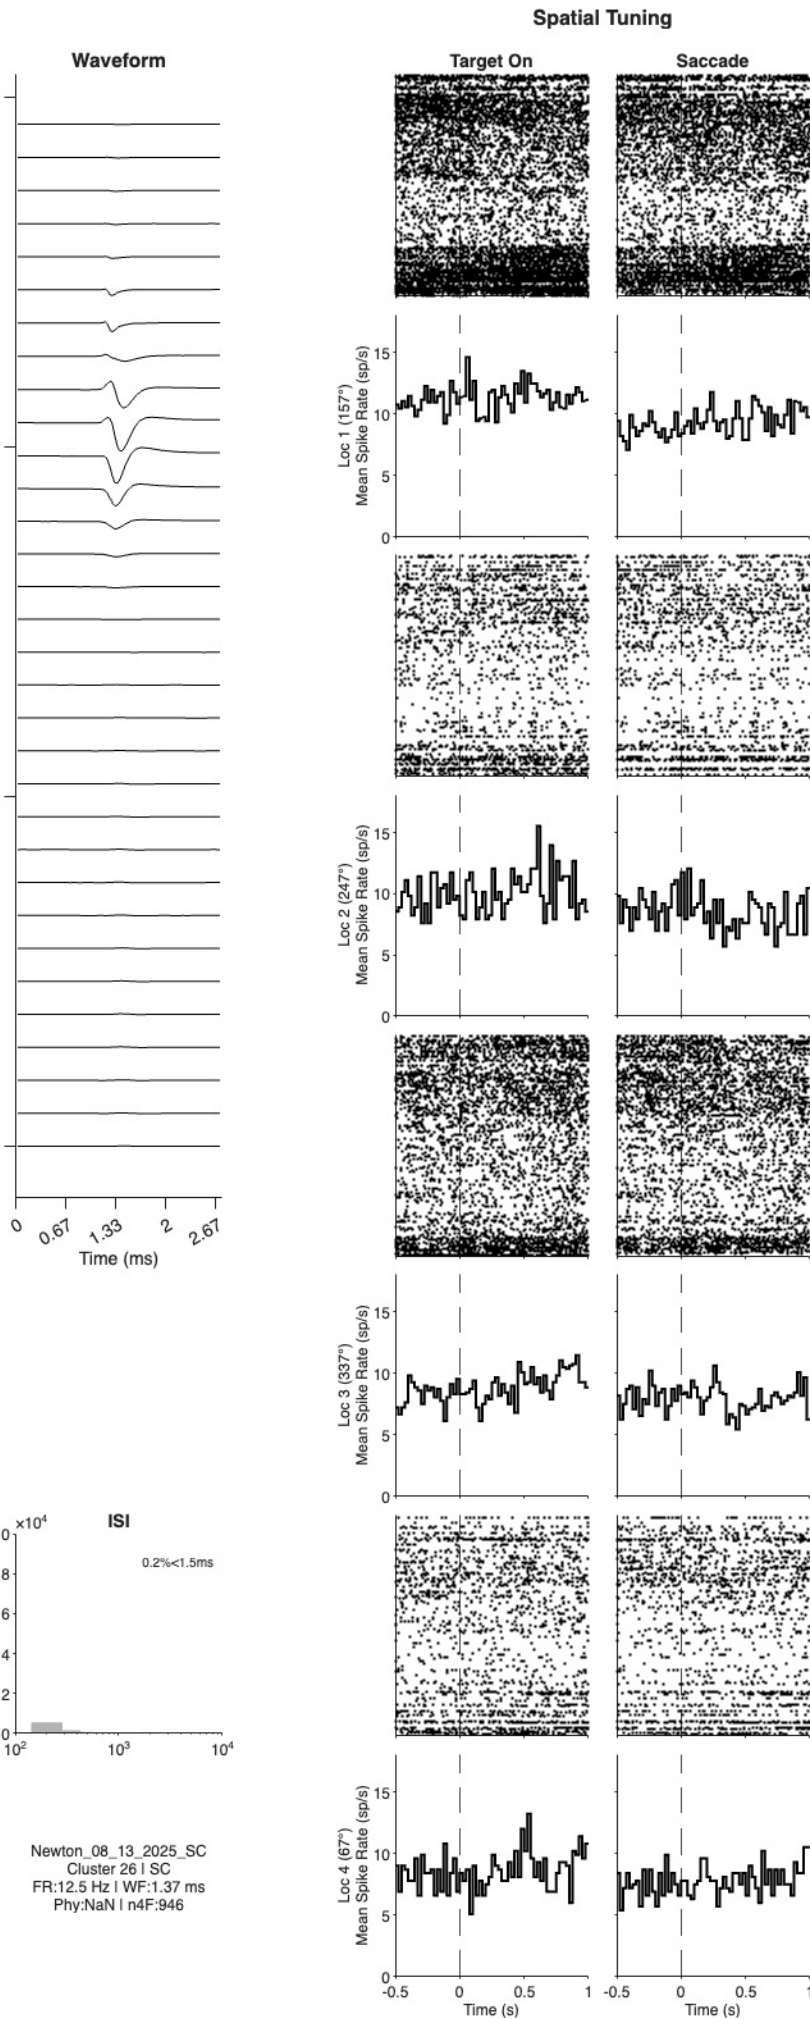 Spatial Tuning
Waveform
Target On
Saccade
15
10
5
0
Loc 1 (157°)
Mean Spike Rate (sp/s)
15
10
5
0
Loc 2 (247°)
Mean Spike Rate (sp/s)
0
0.67
1.33
2
2.67
Time (ms)
15
10
5
0
Loc 3 (337°)
Mean Spike Rate (sp/s)
×10⁴
ISI
0.2%<1.5ms
0
8
6
4
2
0
10²
10³
10⁴
15
10
5
0
Loc 4 (67°)
Mean Spike Rate (sp/s)
Newton_08_13_2025_SC
Cluster 26 | SC
FR:12.5 Hz | WF:1.37 ms
Phy:NaN | n4F:946
-0.5
0
0.5
1
-0.5
0
0.5
1
Time (s)
Time (s)